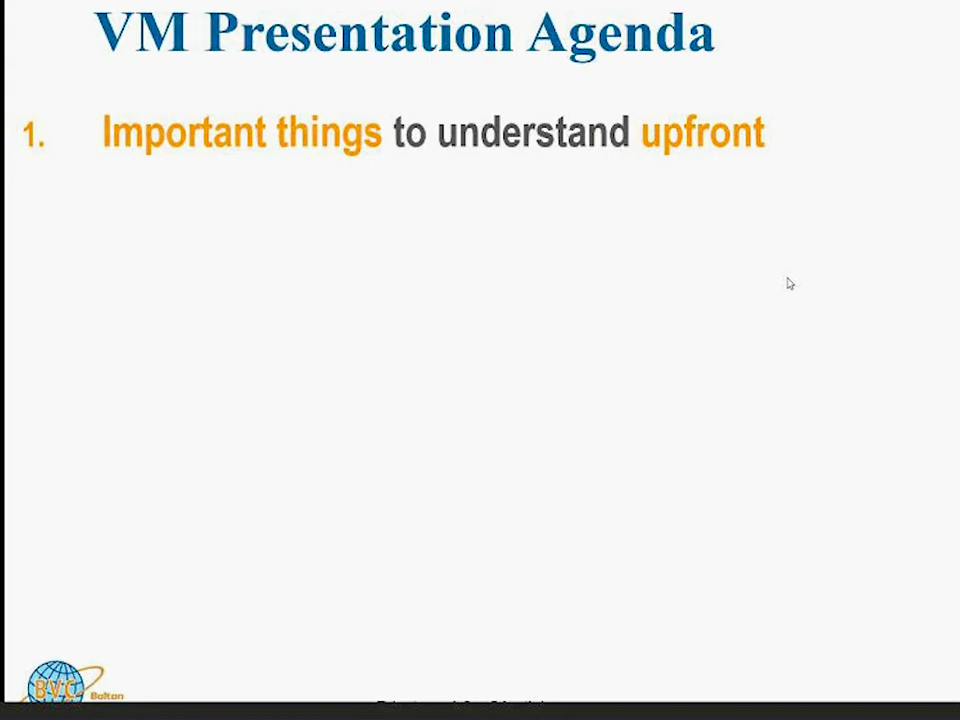 VM Presentation Agenda
1. Important things to understand upfront
BVC
Bolton